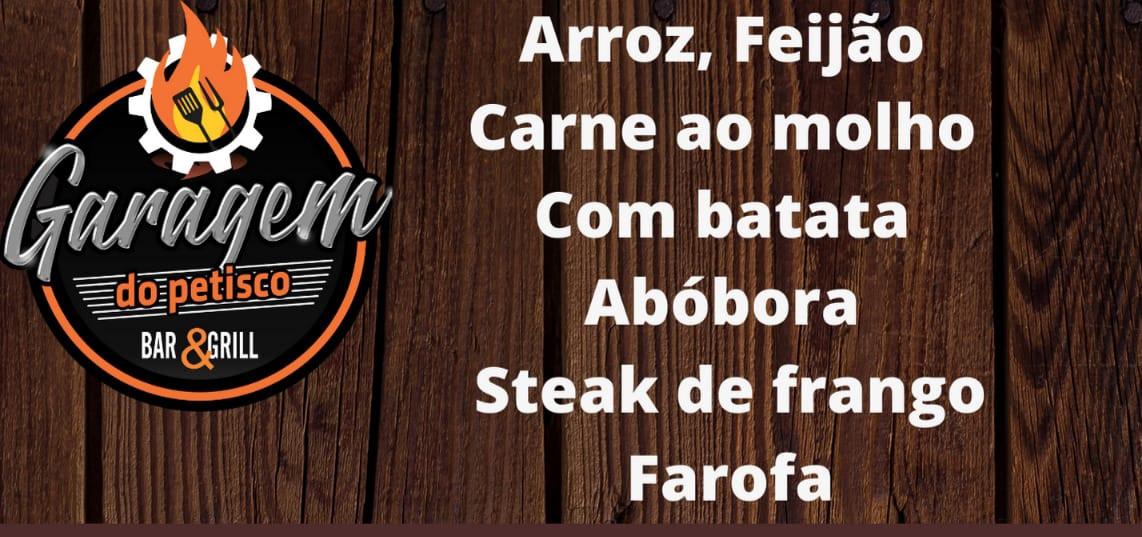 Garagem
do petisco
BAR & GRILL
Arroz, Feijão
Carne ao molho
Com batata
Abóbora
Steak de frango
Farofa